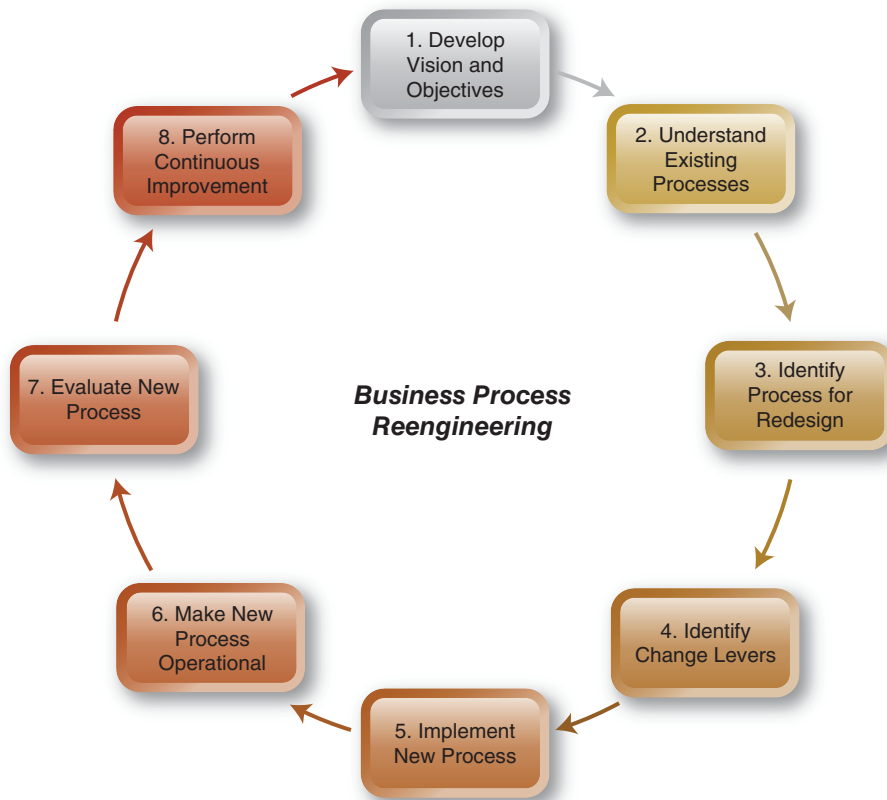 1. Develop
Vision and
Objectives
2. Understand
Existing
Processes
3. Identify
Process for
Redesign
4. Identify
Change Levers
5. Implement
New Process
6. Make New
Process
Operational
7. Evaluate New
Process
8. Perform
Continuous
Improvement
Business Process
Reengineering